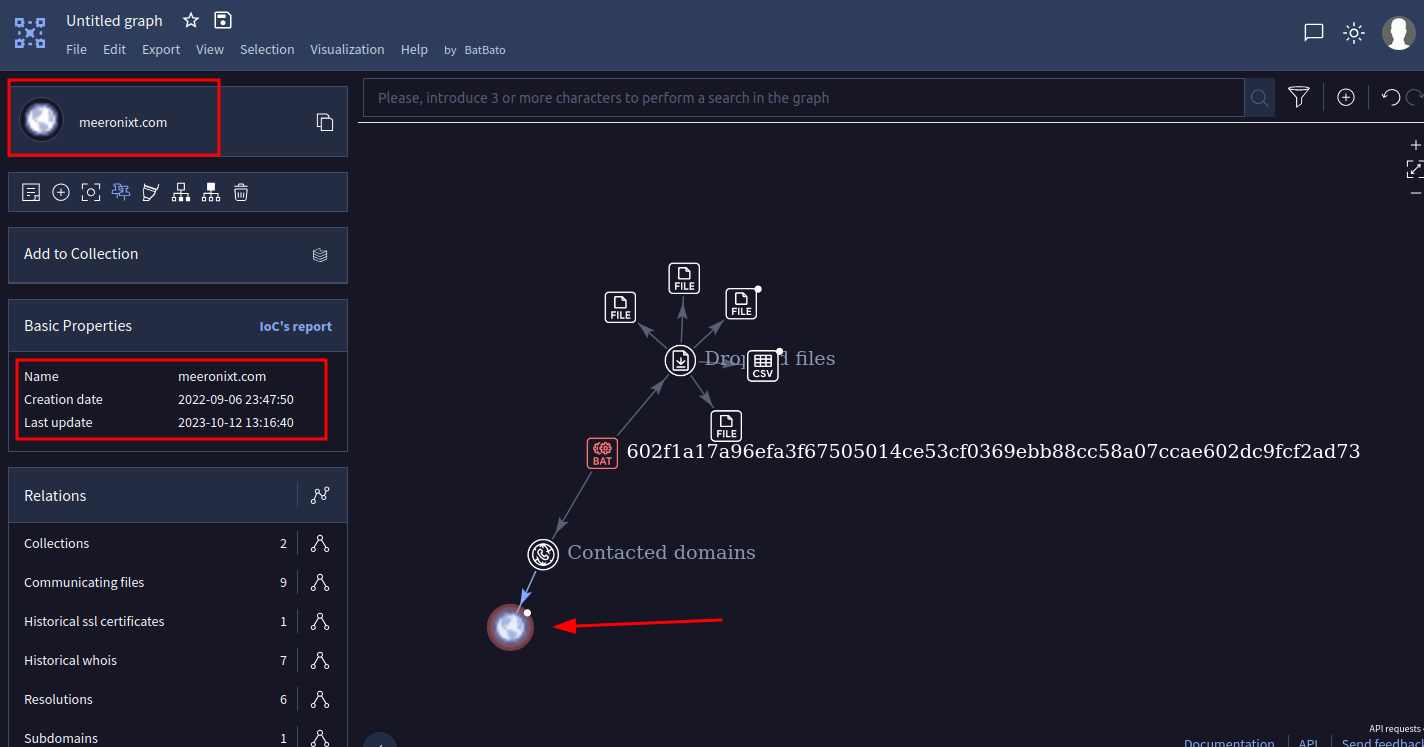 Untitled graph
File Edit Export View Selection Visualization Help by BatBato
meeronixt.com
Please, introduce 3 or more characters to perform a search in the graph
Add to Collection
Basic Properties IoC's report
Name meeronixt.com
Creation date 2022-09-06 23:47:50
Last update 2023-10-12 13:16:40
Relations
Collections 2
Communicating files 9
Historical ssl certificates 1
Historical whois 7
Resolutions 6
Subdomains 1
FILE
FILE
FILE
files
CSV
FILE
BAT
602f1a17a96efa3f67505014ce53cf0369ebb88cc58a07ccae602dc9fcf2ad73
Contacted domains
API requests
Documentation API Send feedback